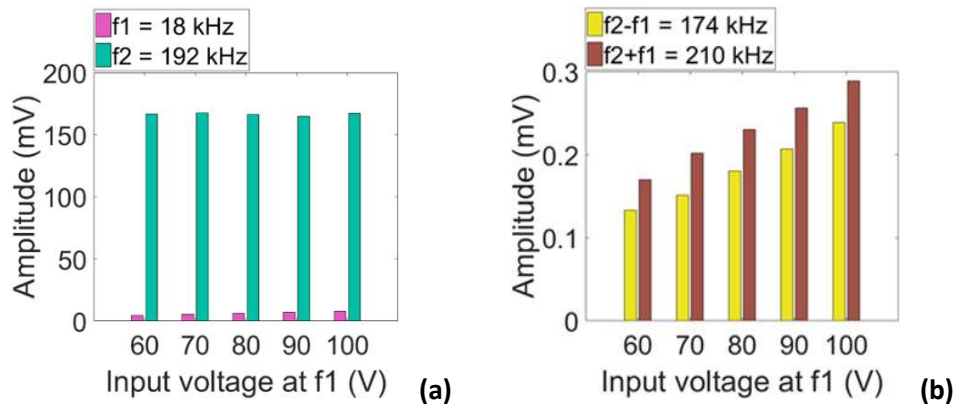 f1 = 18 kHz
f2 = 192 kHz
200
150
100
50
0
Amplitude (mV)
60 70 80 90 100
Input voltage at f1 (V)
(a)
f2-f1 = 174 kHz
f2+f1 = 210 kHz
0.3
0.2
0.1
0
Amplitude (mV)
60 70 80 90 100
Input voltage at f1 (V)
(b)